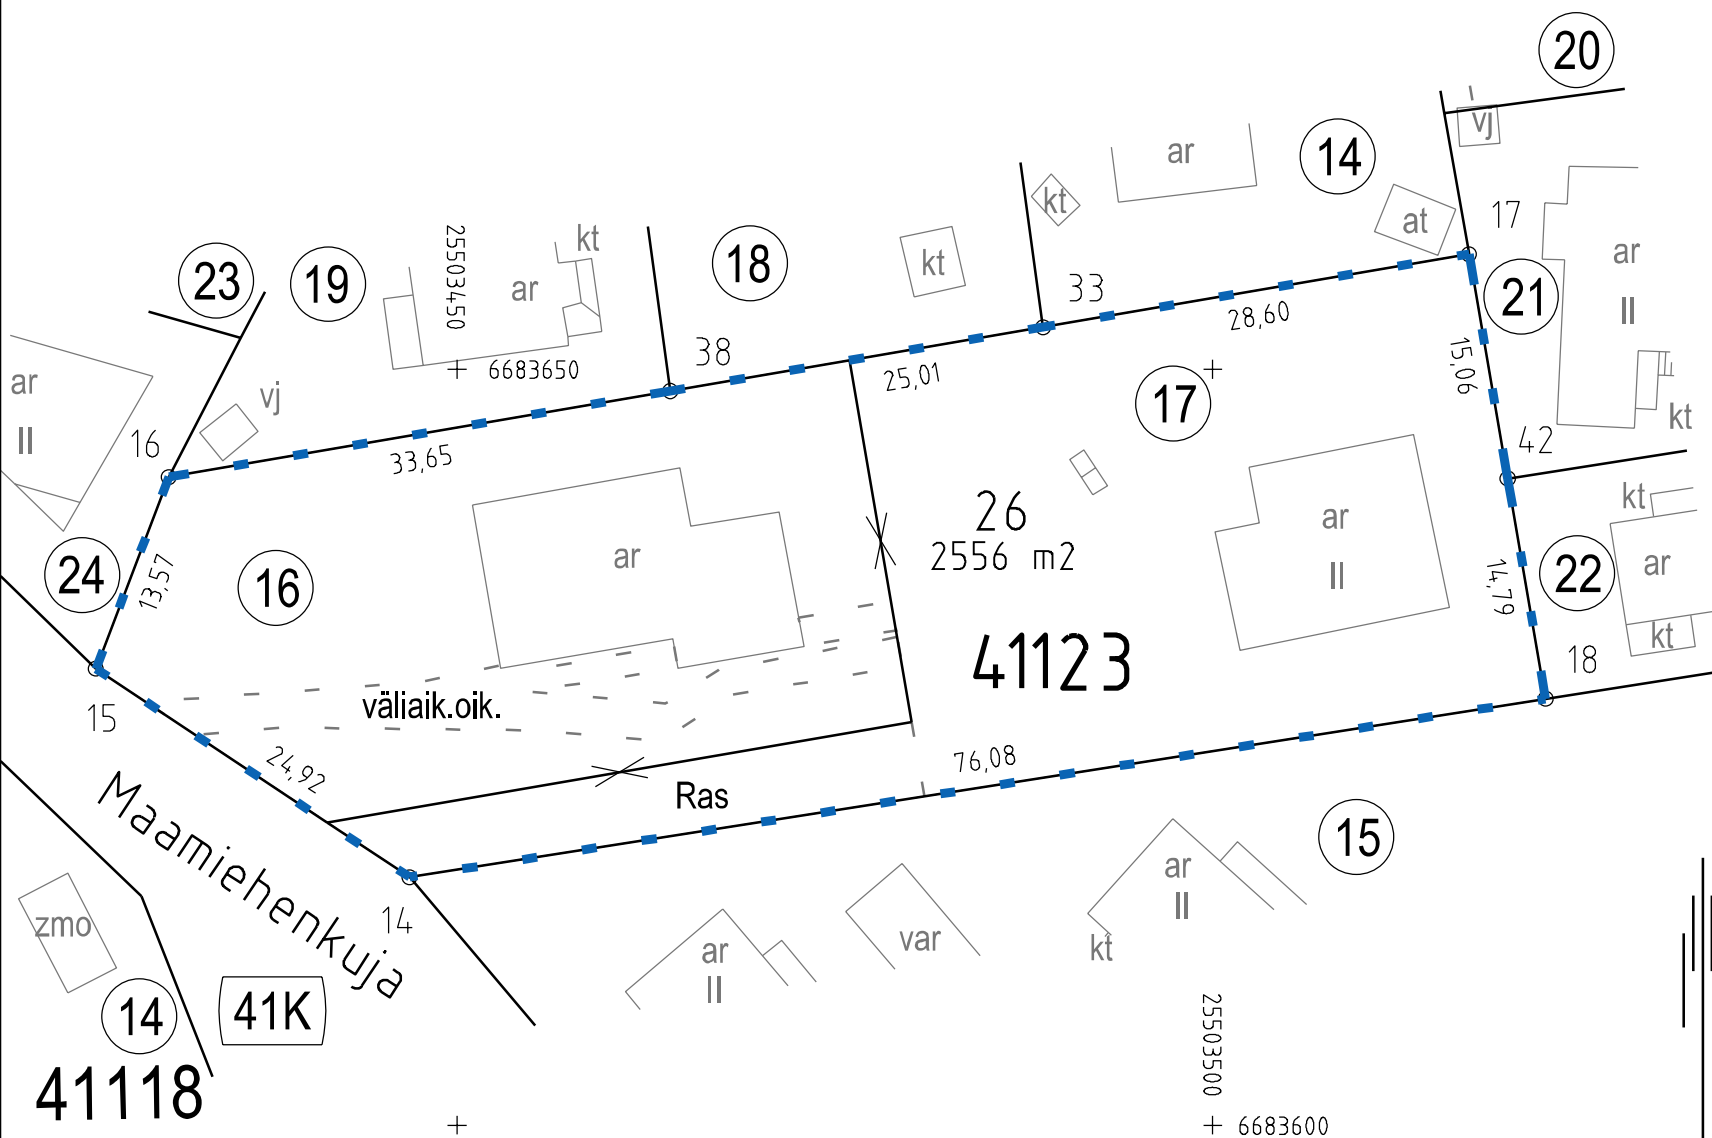 20
vj
14
ar
17
kt
at
ar
II
25503450
kt
18
kt
33
21
23
19
ar
28,60
38
6683650
25,01
15,06
ar
II
vj
17
kt
16
33,65
42
26
2556 m2
kt
24
13,57
16
ar
ar
II
14,79
22
ar
41123
kt
18
15
väliaik.oik.
24,92
76,08
Ras
Maamiehenkuja
15
zmo
14
ar
II
var
ar
II
kt
14
41K
25503500
41118
6683600